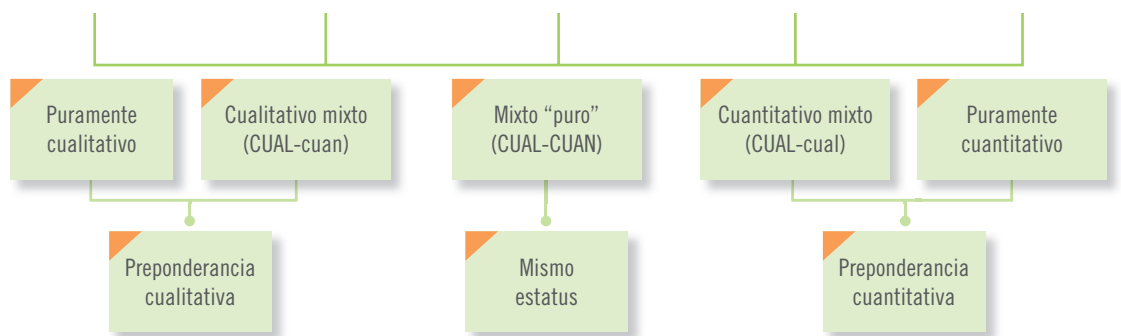 Puramente
cualitativo
Cualitativo mixto
(CUAL-cuan)
Mixto “puro”
(CUAL-CUAN)
Cuantitativo mixto
(CUAL-cual)
Puramente
cuantitativo
Preponderancia
cualitativa
Mismo
estatus
Preponderancia
cuantitativa